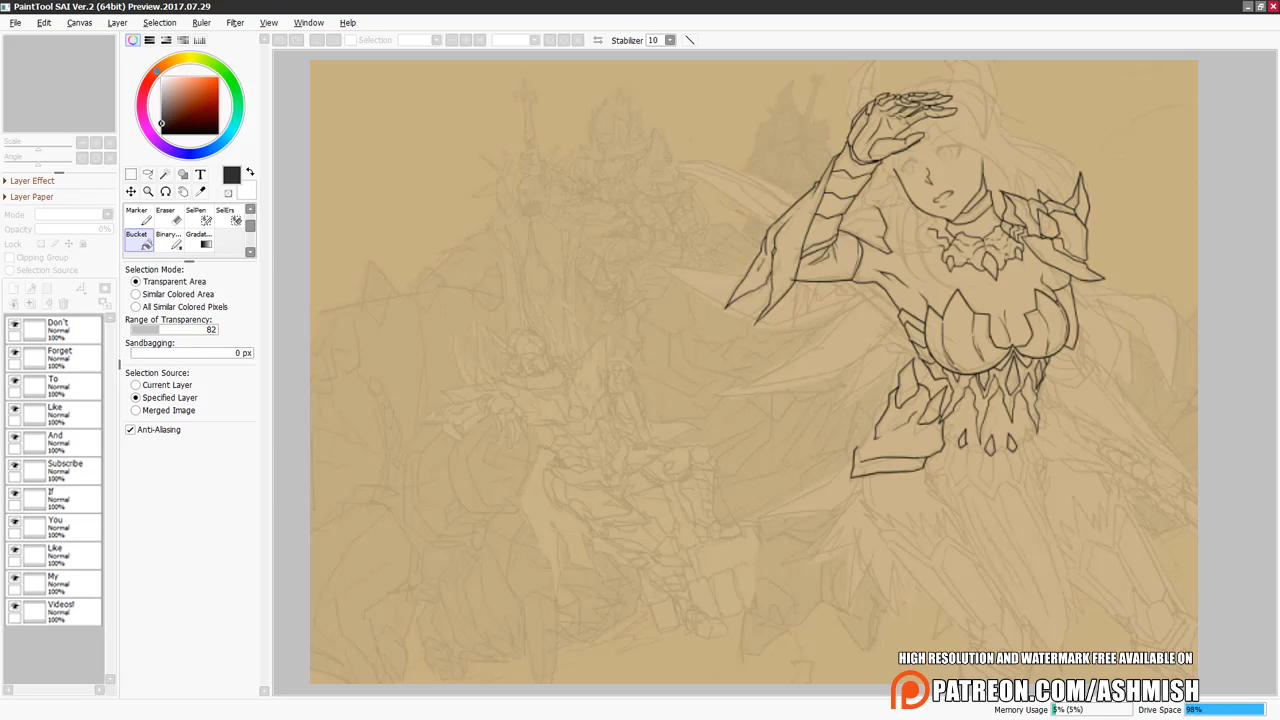 PaintTool SAI Ver.2 (64bit) Preview.2017.07.29
File Edit Canvas Layer Selection Ruler Filter View Window Help
Selection
Stabilizer 10
Scale
Angle
Layer Effect
Layer Paper
Mode
Opacity 0%
Lock
Clipping Group
Selection Source
Don't
Normal
100%
Forget
Normal
100%
To
Normal
100%
Like
Normal
100%
And
Normal
100%
Subscribe
Normal
100%
If
Normal
100%
You
Normal
100%
Like
Normal
100%
My
Normal
100%
Videos!
Normal
100%
T
Marker Eraser SelPen SelErs
Bucket Binary... Gradat...
Selection Mode:
Transparent Area
Similar Colored Area
All Similar Colored Pixels
Range of Transparency:
82
Sandbagging:
0 px
Selection Source:
Current Layer
Specified Layer
Merged Image
Anti-Aliasing
HIGH RESOLUTION AND WATERMARK FREE AVAILABLE ON
PATREON.COM/ASHMISH
Memory Usage 5% (5%) Drive Space 98%